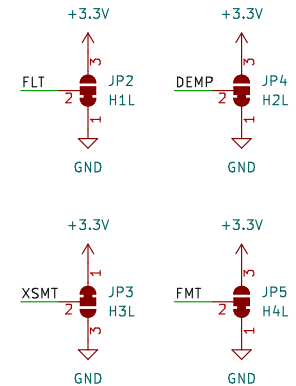 +3.3V
3
FLT
JP2
2
H1L
1
GND
+3.3V
3
DEMP
JP4
2
H2L
1
GND
+3.3V
1
XSMT
JP3
2
H3L
3
GND
+3.3V
3
FMT
JP5
2
H4L
1
GND